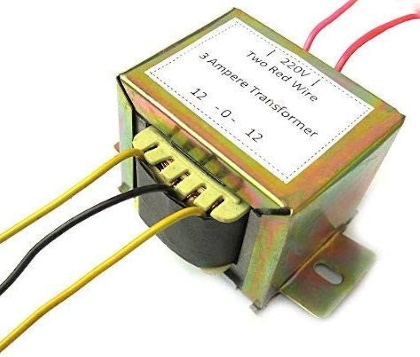 220V
Two Red Wire
3 Ampere Transformer
12 - 0 - 12